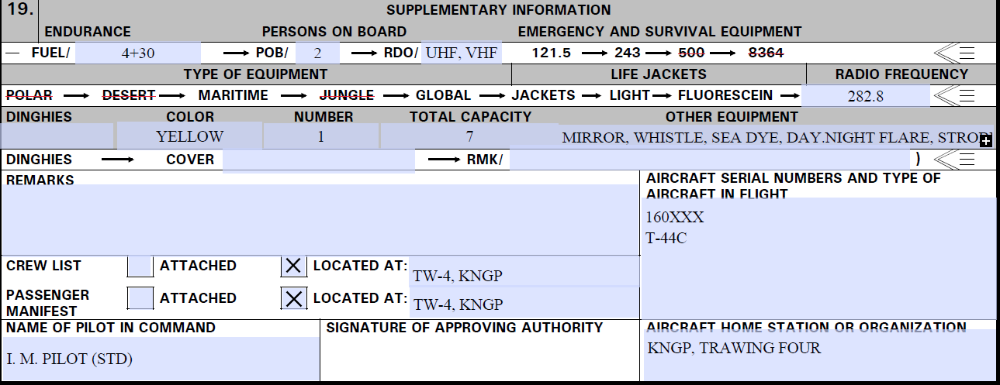 19. SUPPLEMENTARY INFORMATION
ENDURANCE PERSONS ON BOARD EMERGENCY AND SURVIVAL EQUIPMENT
— FUEL/ 4+30 → POB/ 2 → RDO/ UHF, VHF 121.5 → 243 → 500 → 8364
TYPE OF EQUIPMENT LIFE JACKETS RADIO FREQUENCY
POLAR → DESERT → MARITIME → JUNGLE → GLOBAL → JACKETS → LIGHT → FLUORESCEIN → 282.8
DINGHIES COLOR NUMBER TOTAL CAPACITY OTHER EQUIPMENT
YELLOW 1 7 MIRROR, WHISTLE, SEA DYE, DAY.NIGHT FLARE,
DINGHIES → COVER → RMK/ )
REMARKS
AIRCRAFT SERIAL NUMBERS AND TYPE OF
AIRCRAFT IN FLIGHT
160XXX
T-44C
CREW LIST ATTACHED X LOCATED AT: TW-4, KNGP
PASSENGER
MANIFEST ATTACHED X LOCATED AT: TW-4, KNGP
NAME OF PILOT IN COMMAND SIGNATURE OF APPROVING AUTHORITY AIRCRAFT HOME STATION OR ORGANIZATION
I. M. PILOT (STD) KNGP, TRAWING FOUR